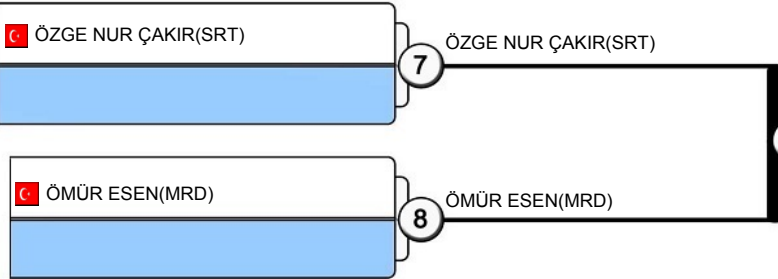 ÖZGE NUR ÇAKIR(SRT)
7
ÖZGE NUR ÇAKIR(SRT)
ÖMÜR ESEN(MRD)
8
ÖMÜR ESEN(MRD)